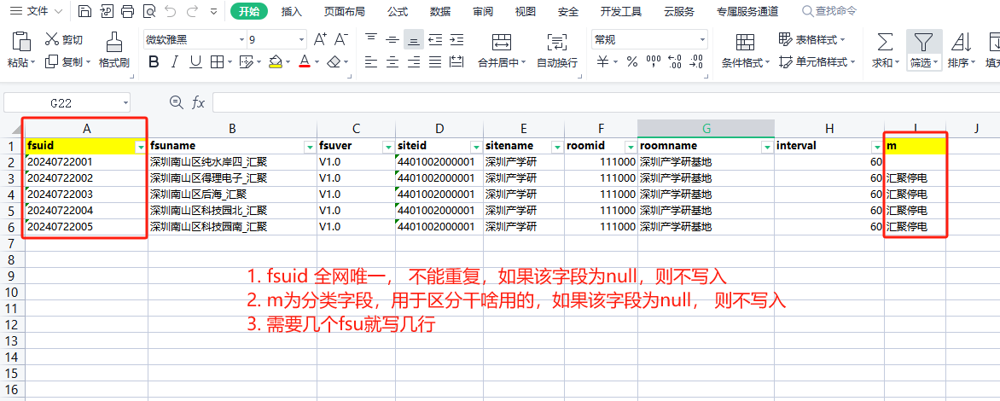 文件 开始 插入 页面布局 公式 数据 审阅 视图 安全 开发工具 云服务 专属服务通道 查找命令
粘贴 剪切 复制 格式刷 微软雅黑 9 A+ A- B I U A 合并居中 自动换行 常规 ¥ % 条件格式 表格样式 单元格样式 求和 筛选 排序
G22 fx
A B C D E F G H I J
1 fsuid fsuname fsuver siteid sitename roomid roomname interval m
2 20240722001 深圳南山区纯水岸四_汇聚 V1.0 4401002000001 深圳产学研 111000 深圳产学研基地 60
3 20240722002 深圳南山区得理电子_汇聚 V1.0 4401002000001 深圳产学研 111000 深圳产学研基地 60 汇聚停电
4 20240722003 深圳南山区后海_汇聚 V1.0 4401002000001 深圳产学研 111000 深圳产学研基地 60 汇聚停电
5 20240722004 深圳南山区科技园北_汇聚 V1.0 4401002000001 深圳产学研 111000 深圳产学研基地 60 汇聚停电
6 20240722005 深圳南山区科技园南_汇聚 V1.0 4401002000001 深圳产学研 111000 深圳产学研基地 60 汇聚停电
7
8
9
1. fsuid 全网唯一， 不能重复，如果该字段为null，则不写入
10
11
2. m为分类字段，用于区分干啥用的，如果该字段为null， 则不写入
12
3. 需要几个fsu就写几行
13
14
15
16